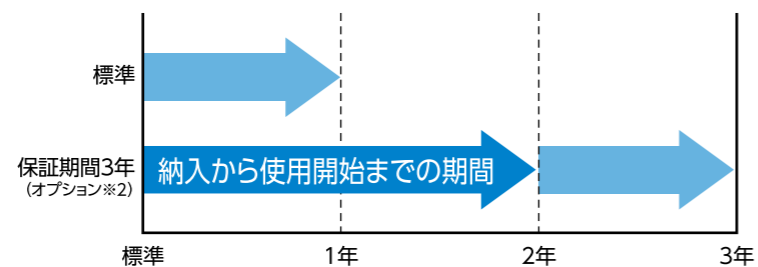 標準
保証期間3年
(オプション※2)
納入から使用開始までの期間
標準
1年
2年
3年